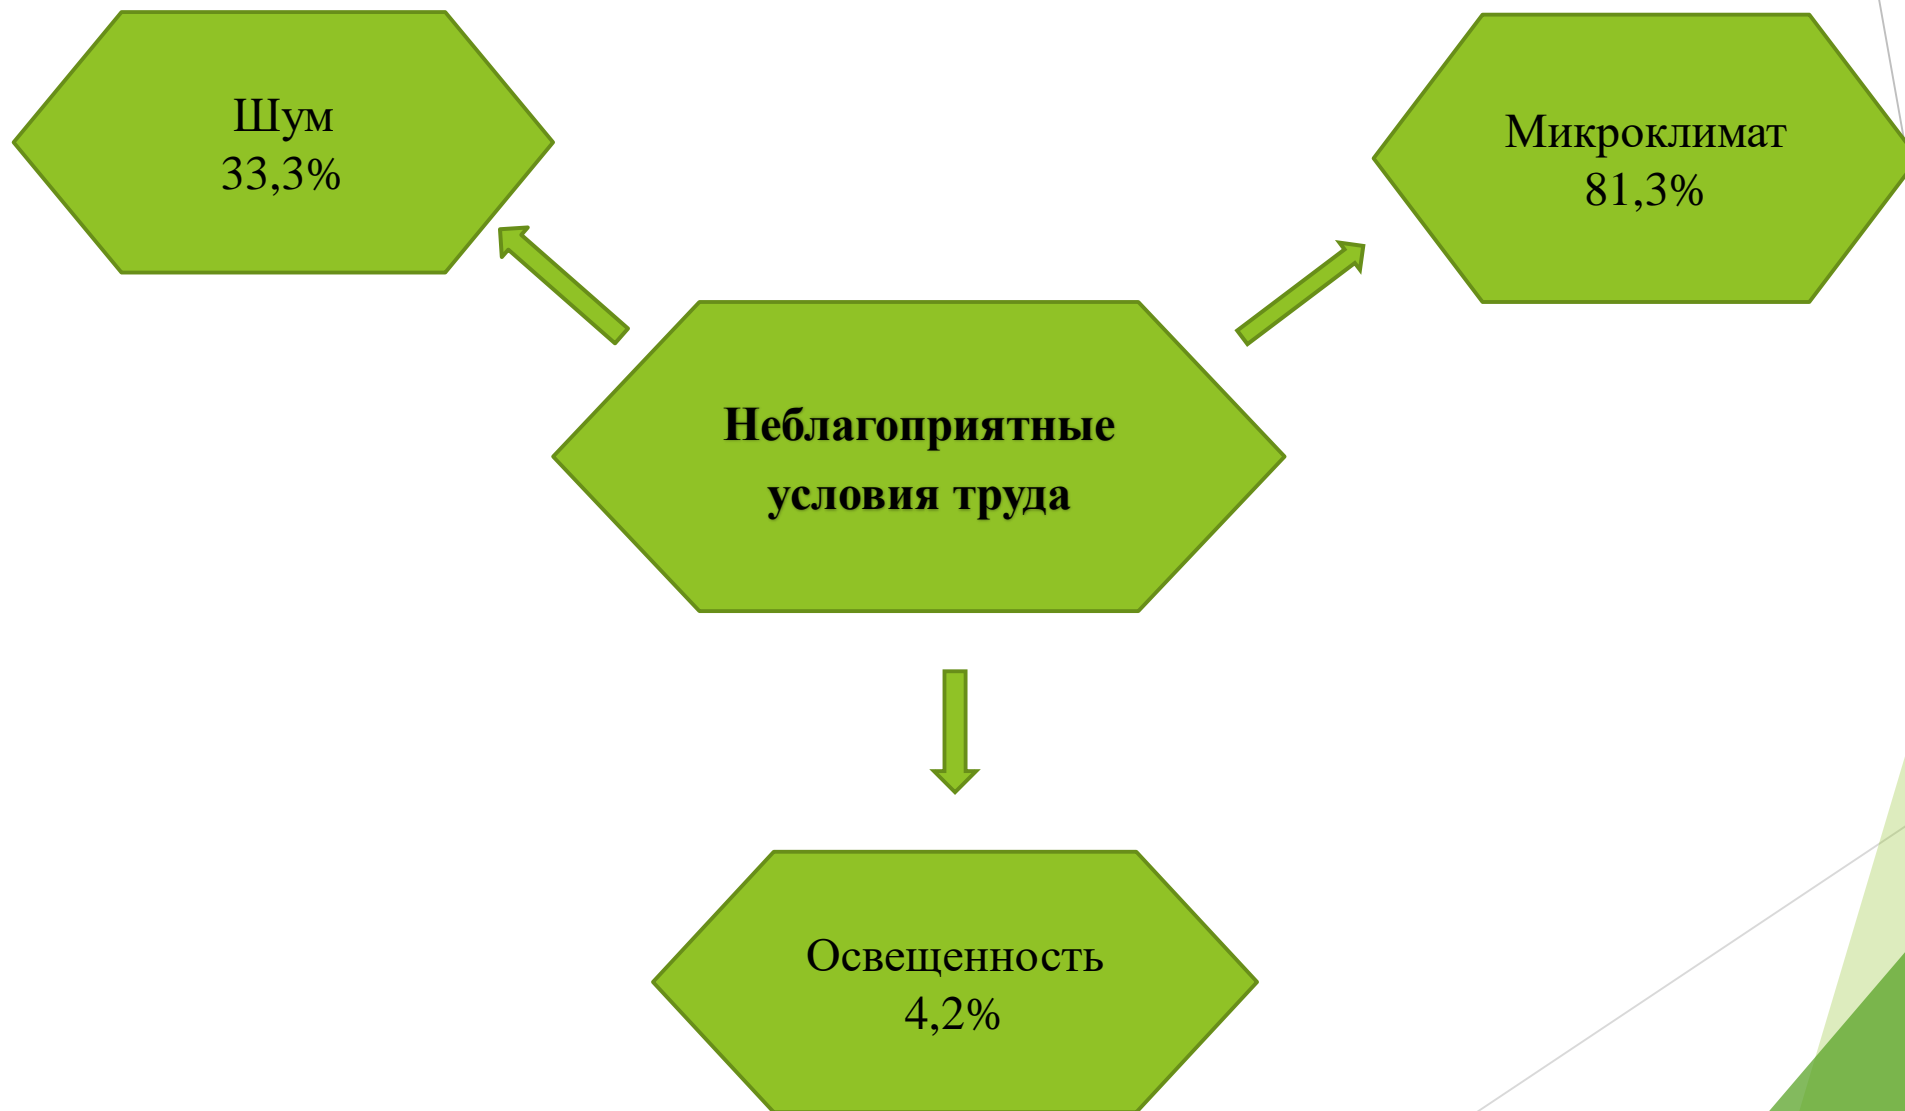 Шум
33,3%
Микроклимат
81,3%
Неблагоприятные
условия труда
Освещенность
4,2%